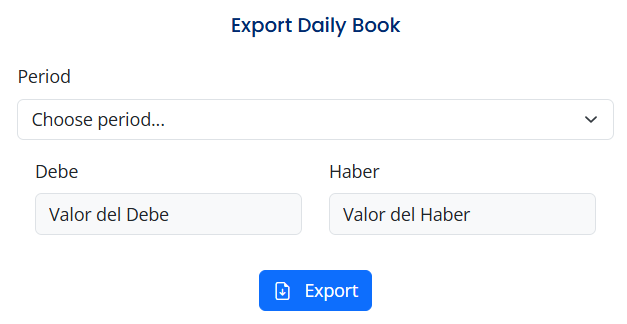 Export Daily Book
Period
Choose period...
Debe Haber
Valor del Debe Valor del Haber
Export